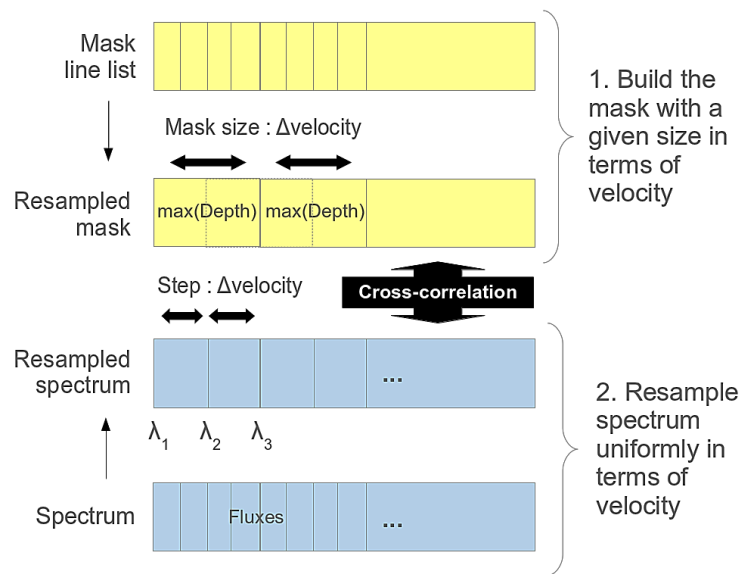 Mask
line list
Mask size : Δvelocity
Resampled
mask
max(Depth)
max(Depth)
1. Build the
mask with a
given size in
terms of
velocity
Cross-correlation
Step : Δvelocity
Resampled
spectrum
...
λ1
λ2
λ3
Spectrum
Fluxes
...
2. Resample
spectrum
uniformly in
terms of
velocity